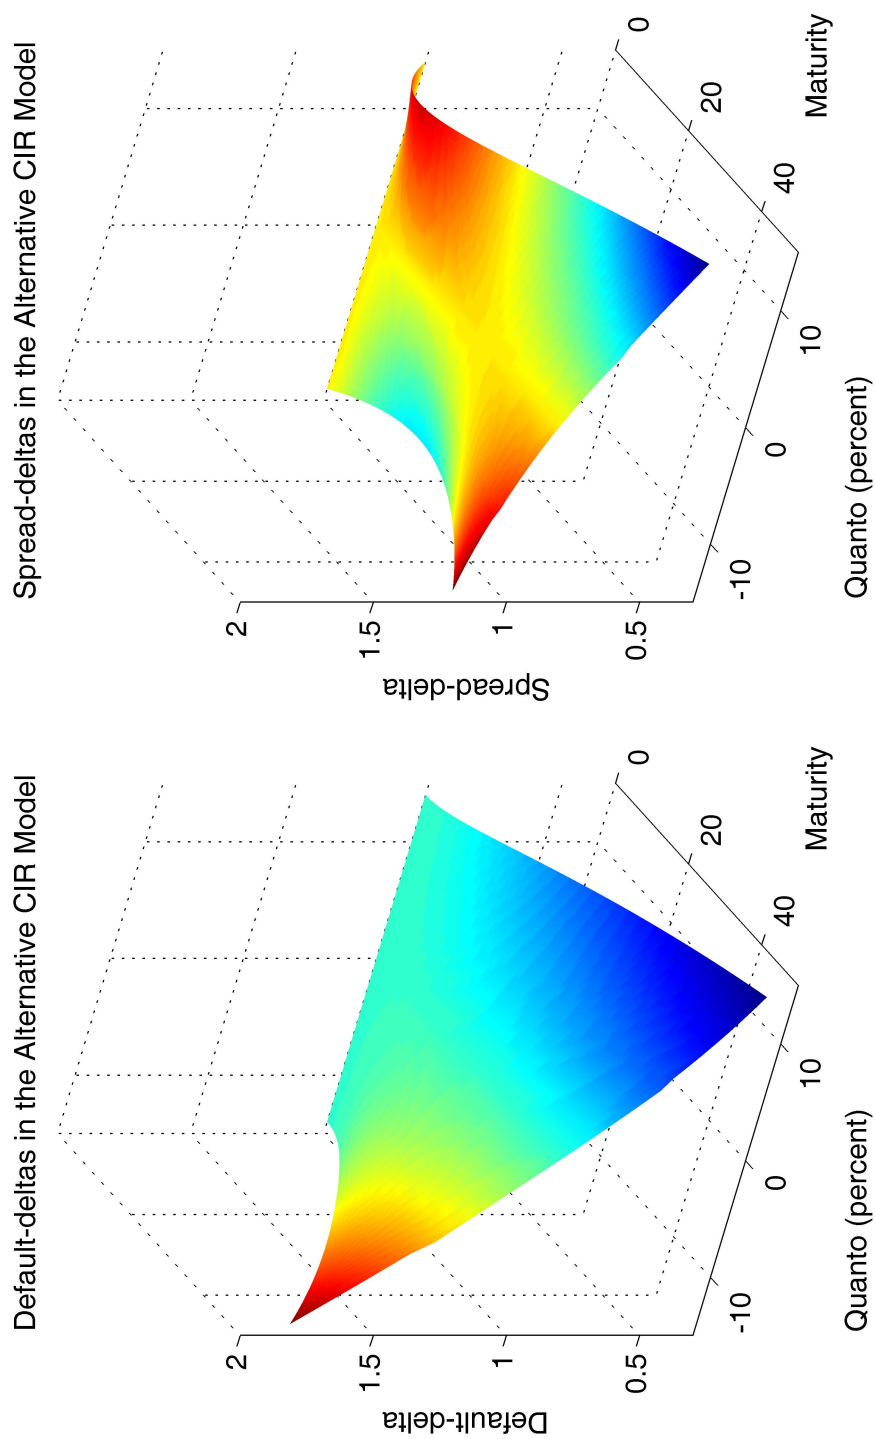 Default-deltas in the Alternative CIR Model
2
1.5
1
0.5
Default-delta
-10
0
10
Quanto (percent)
40
20
0
Maturity
Spread-deltas in the Alternative CIR Model
2
1.5
1
0.5
Spread-delta
-10
0
10
Quanto (percent)
40
20
0
Maturity